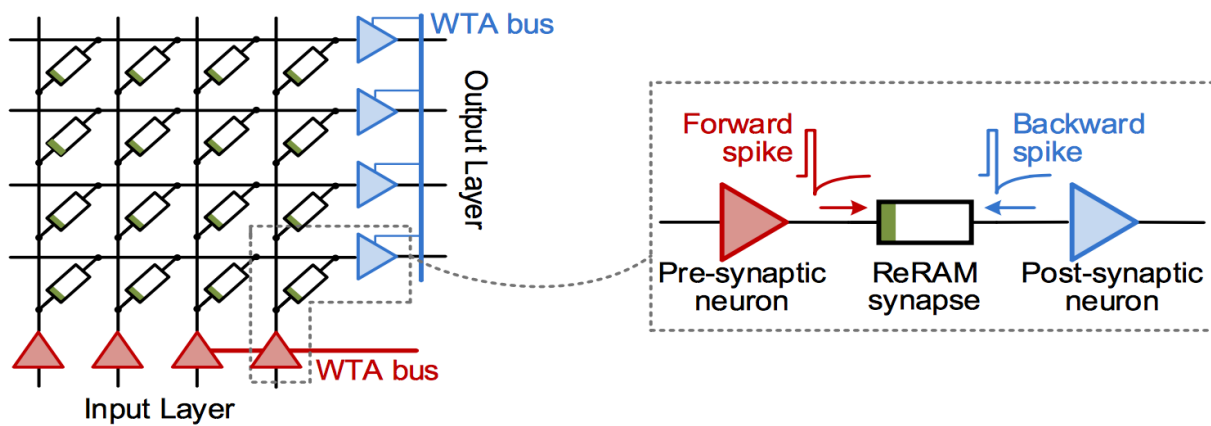 WTA bus
Output Layer
WTA bus
Input Layer
Forward
spike
Backward
spike
Pre-synaptic
neuron
ReRAM
synapse
Post-synaptic
neuron